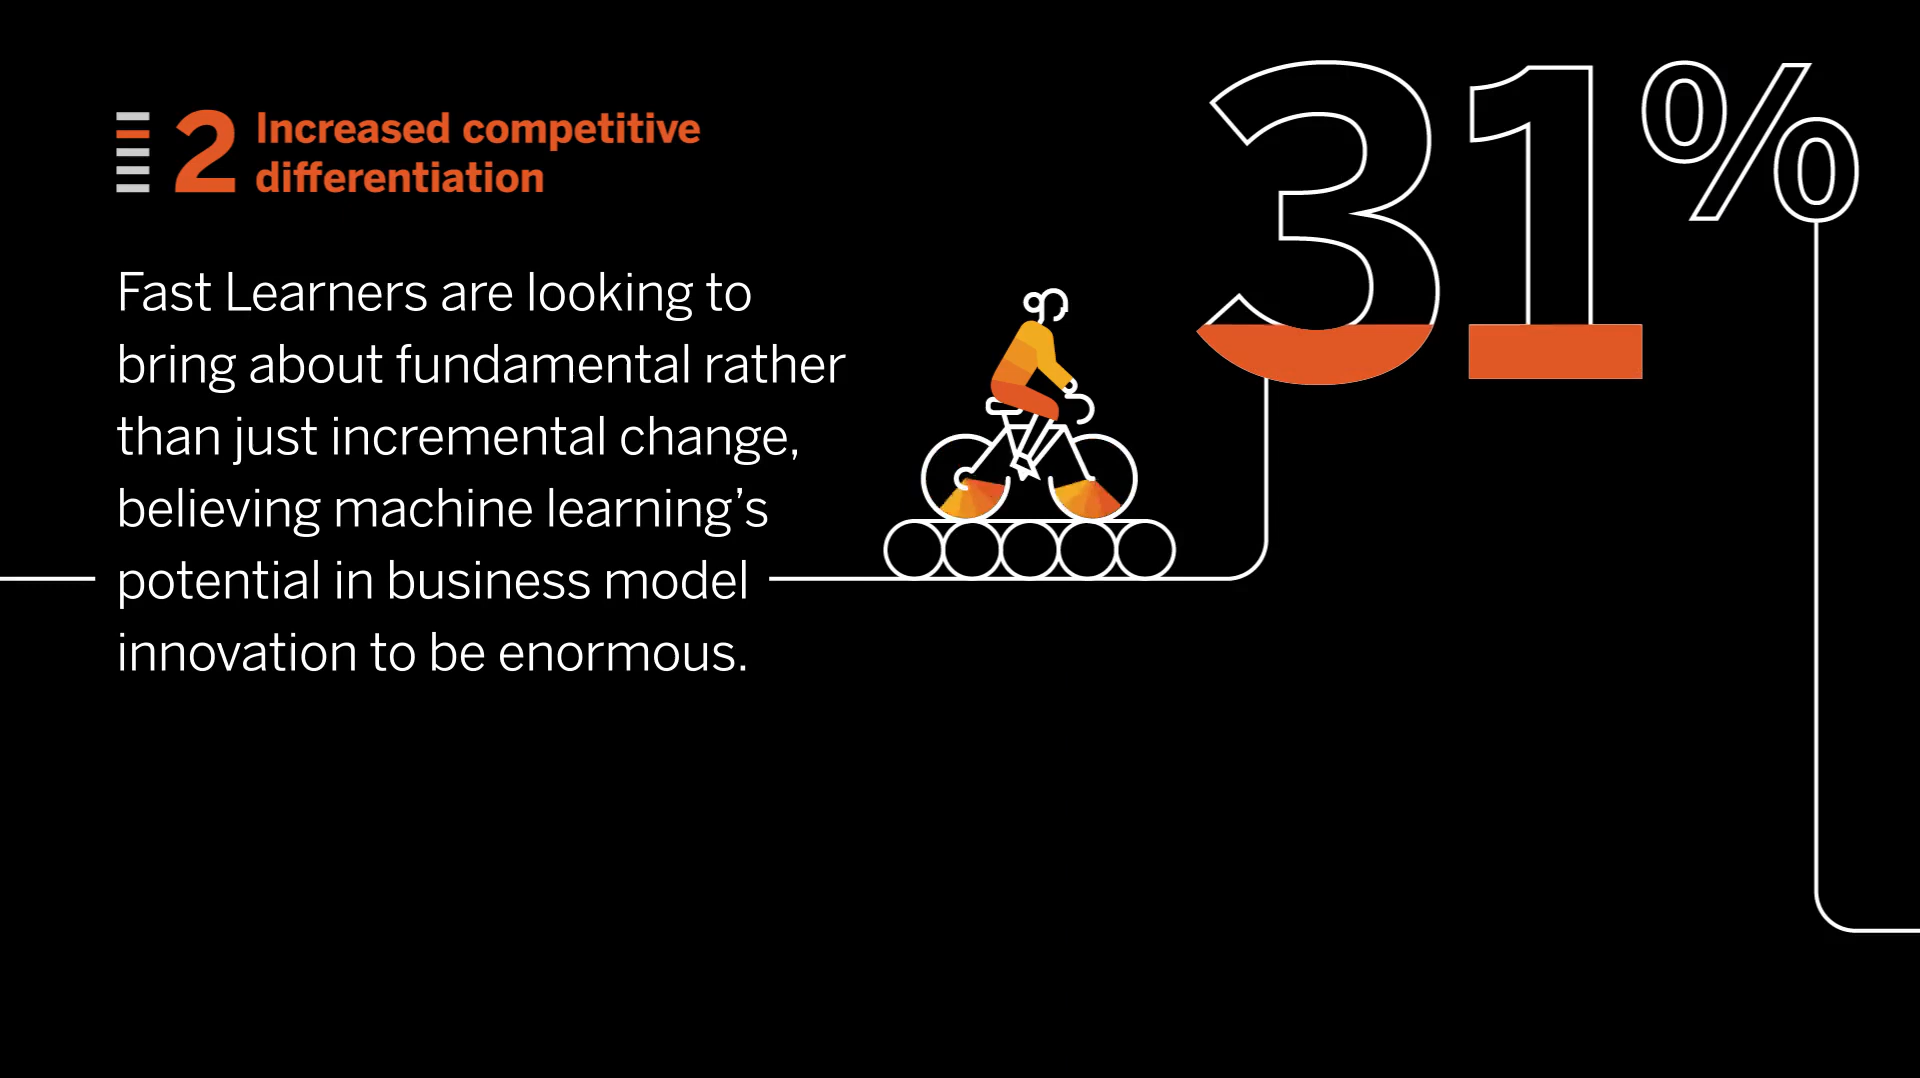 2 Increased competitive
differentiation
Fast Learners are looking to
bring about fundamental rather
than just incremental change,
believing machine learning’s
potential in business model
innovation to be enormous.
31%